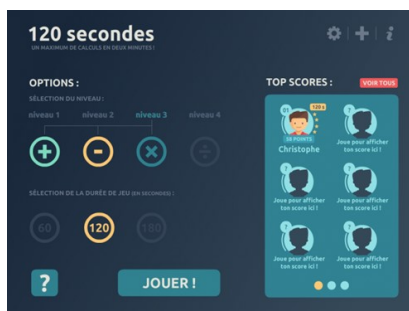 120 secondes
UN MAXIMUM DE CALCULS EN DEUX MINUTES !
OPTIONS :
SÉLECTION DU NIVEAU :
niveau 1 niveau 2 niveau 3 niveau 4
+ - × ÷
SÉLECTION DE LA DURÉE DE JEU (EN SECONDES) :
60 120 180
? JOUER !
TOP SCORES : VOIR TOUS
120 s
58 POINTS
Christophe
Joue pour afficher
ton score ici !
Joue pour afficher
ton score ici !
Joue pour afficher
ton score ici !
Joue pour afficher
ton score ici !
Joue pour afficher
ton score ici !